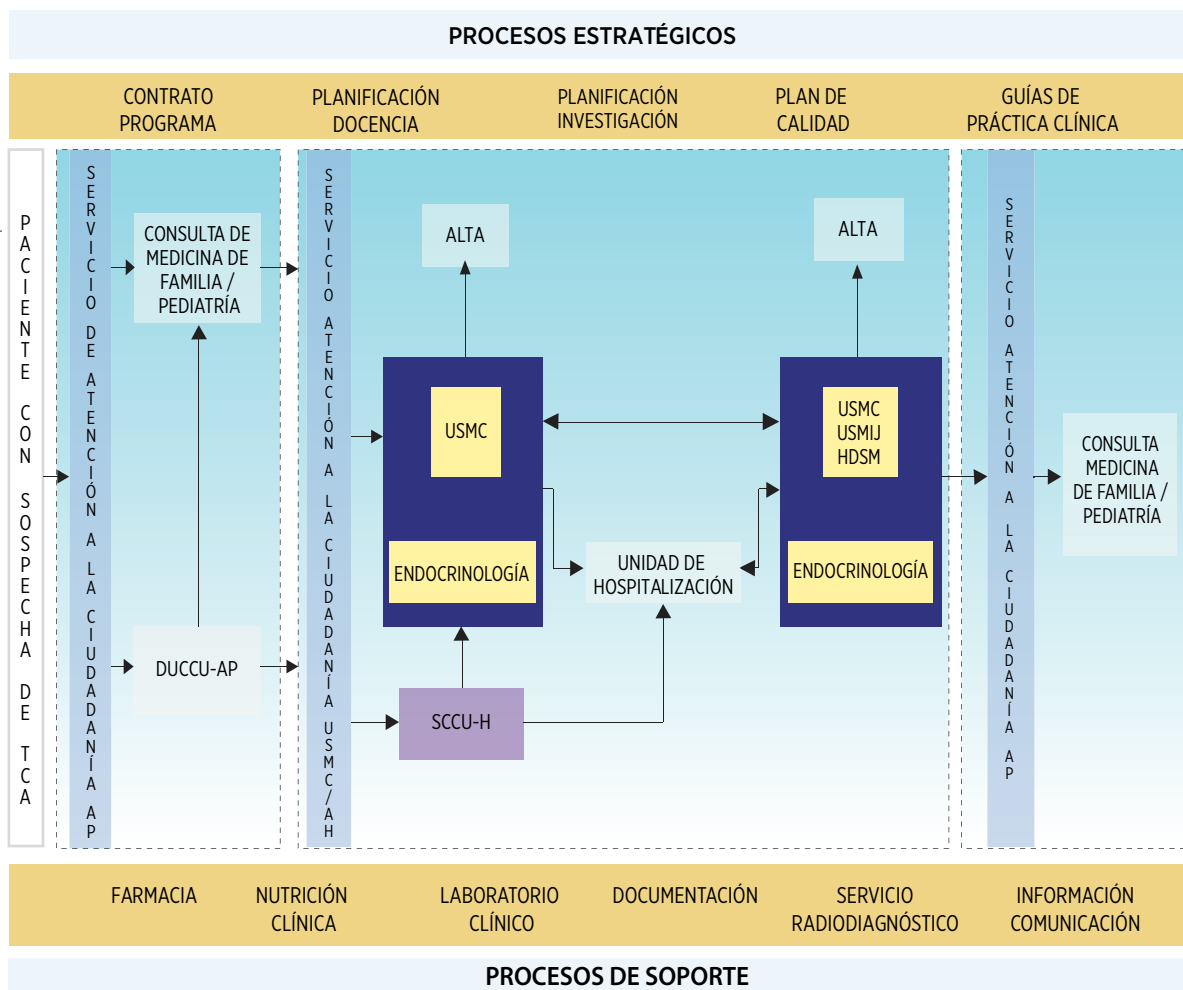 PROCESOS ESTRATÉGICOS
CONTRATO
PROGRAMA
PLANIFICACIÓN
DOCENCIA
PLANIFICACIÓN
INVESTIGACIÓN
PLAN DE
CALIDAD
GUÍAS DE
PRÁCTICA CLÍNICA
PACIENTE CON SOSPECHA DE TCA
SERVICIO DE ATENCIÓN A LA CIUDADANÍA AP
CONSULTA DE
MEDICINA DE
FAMILIA /
PEDIATRÍA
DUCCU-AP
SERVICIO ATENCIÓN A LA CIUDADANÍA USMC/AH
ALTA
USMC
ENDOCRINOLOGÍA
SCCU-H
UNIDAD DE
HOSPITALIZACIÓN
ALTA
USMC
USMIJ
HDSM
ENDOCRINOLOGÍA
SERVICIO ATENCIÓN A LA CIUDADANÍA AP
CONSULTA
MEDICINA
DE FAMILIA /
PEDIATRÍA
FARMACIA
NUTRICIÓN
CLÍNICA
LABORATORIO
CLÍNICO
DOCUMENTACIÓN
SERVICIO
RADIODIAGNÓSTICO
INFORMACIÓN
COMUNICACIÓN
PROCESOS DE SOPORTE